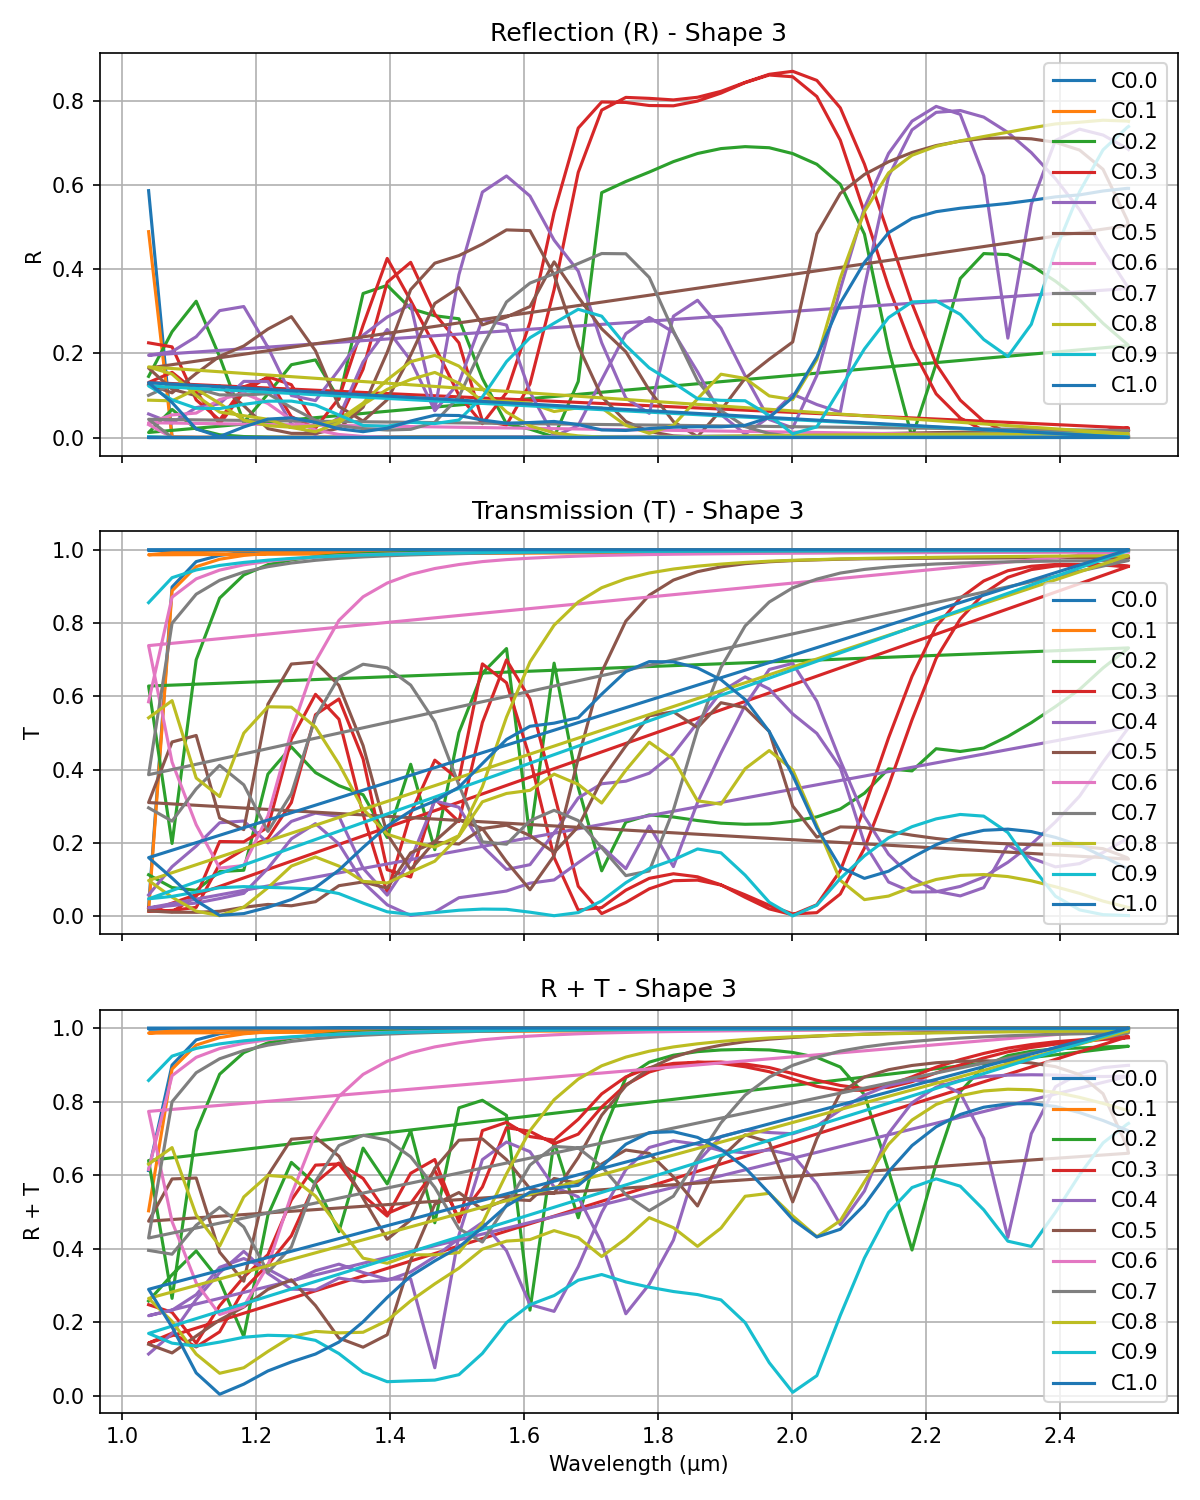 Reflection (R) - Shape 3
0.8
0.6
0.4
0.2
0.0
R
C0.0
C0.1
C0.2
C0.3
C0.4
C0.5
C0.6
C0.7
C0.8
C0.9
C1.0
Transmission (T) - Shape 3
1.0
0.8
0.6
0.4
0.2
0.0
T
C0.0
C0.1
C0.2
C0.3
C0.4
C0.5
C0.6
C0.7
C0.8
C0.9
C1.0
R + T - Shape 3
1.0
0.8
0.6
0.4
0.2
0.0
R + T
C0.0
C0.1
C0.2
C0.3
C0.4
C0.5
C0.6
C0.7
C0.8
C0.9
C1.0
1.0 1.2 1.4 1.6 1.8 2.0 2.2 2.4
Wavelength (μm)